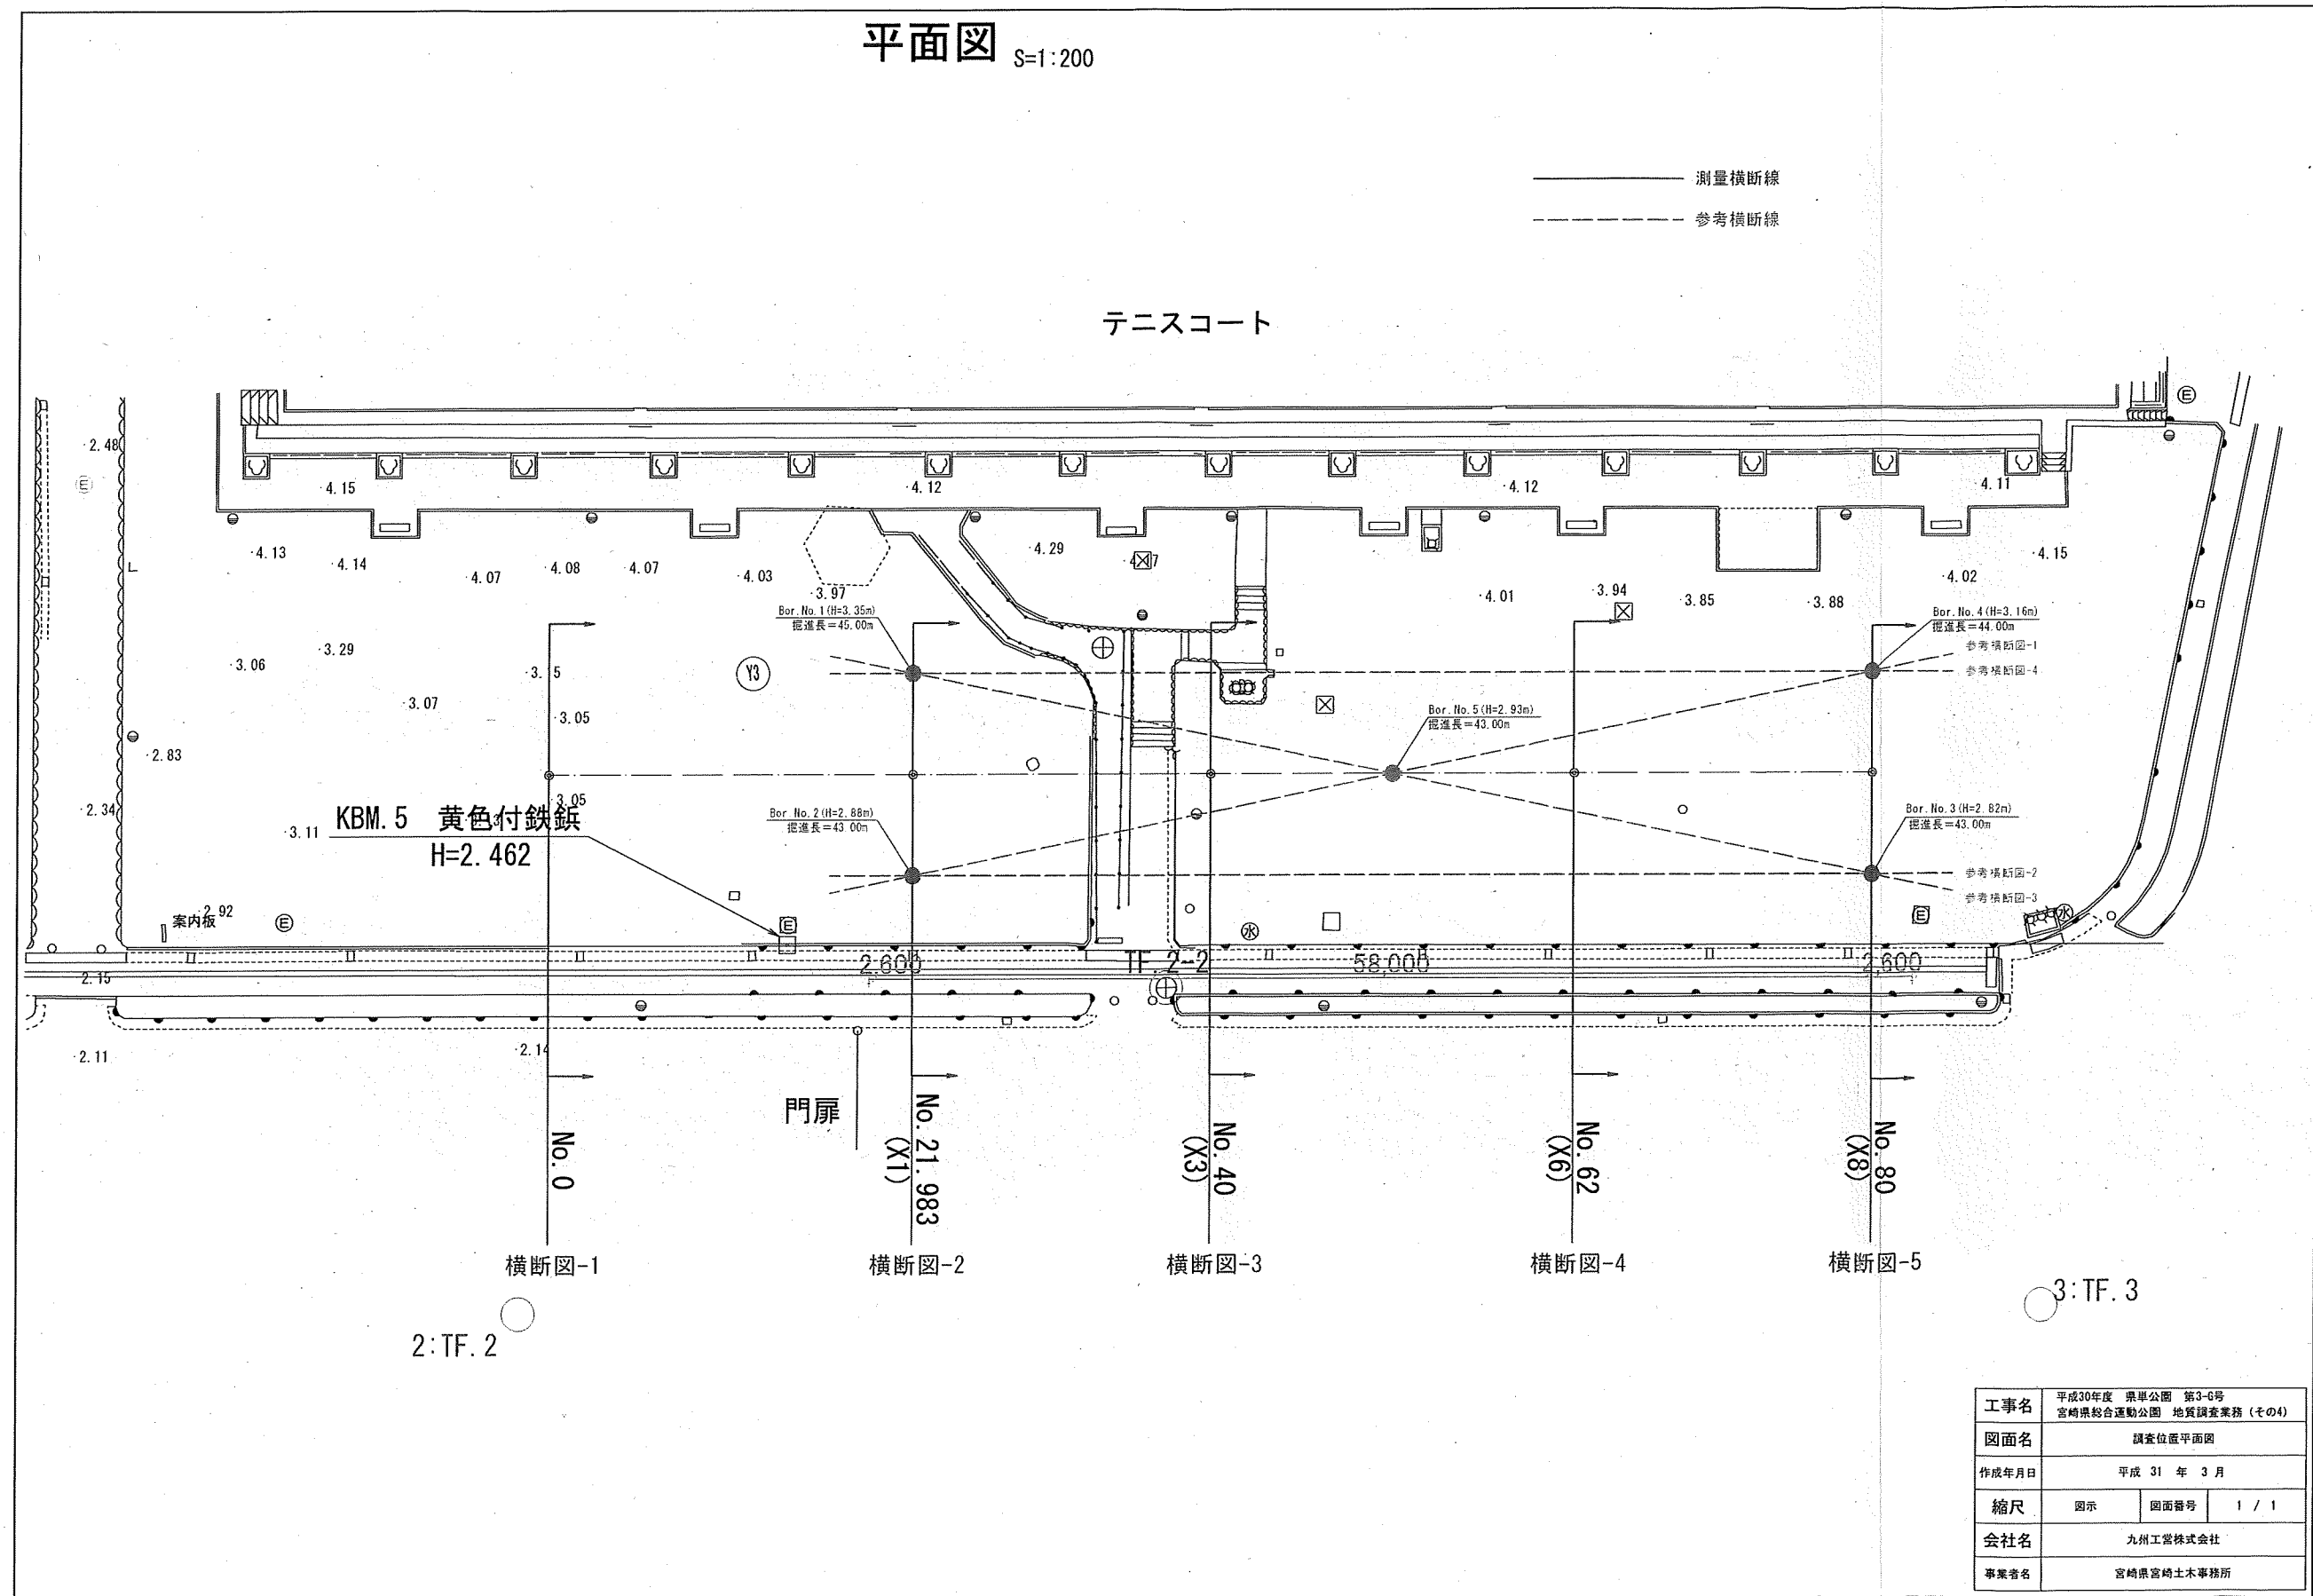 平面図 S=1:200
測量横断線
参考横断線
テニスコート
·2.48
·4.15
·4.12
·4.12
·4.11
·4.13
·4.14
·4.07
·4.08
·4.07
·4.03
·3.97
·4.29
·4.01
·3.94
·3.85
·3.88
·4.02
·4.15
Bor.No.1(H=3.35m)
掘進長=45.00m
Bor.No.4(H=3.16m)
掘進長=44.00m
参考横断図-1
参考横断図-4
·3.06
·3.29
Y3
·3.07
·3.05
Bor.No.5(H=2.93m)
掘進長=43.00m
·2.83
·2.34
·3.05
·3.11
KBM.5 黄色付鉄鋲
H=2.462
Bor.No.2(H=2.88m)
掘進長=43.00m
Bor.No.3(H=2.82m)
掘進長=43.00m
参考横断図-2
参考横断図-3
案内板
2.92
E
E
E
E
E
水
水
2,600
TF.2-2
58,000
2,600
2.15
·2.11
·2.14
門扉
No.0
No.21.983
(X1)
No.40
(X3)
No.62
(X6)
No.80
(X8)
横断図-1
横断図-2
横断図-3
横断図-4
横断図-5
2:TF.2
3:TF.3
工事名
平成30年度 県単公園 第3-G号
宮崎県総合運動公園 地質調査業務(その4)
図面名 調査位置平面図
作成年月日 平成 31 年 3 月
縮尺 図示 図面番号 1 / 1
会社名 九州工営株式会社
事業者名 宮崎県宮崎土木事務所